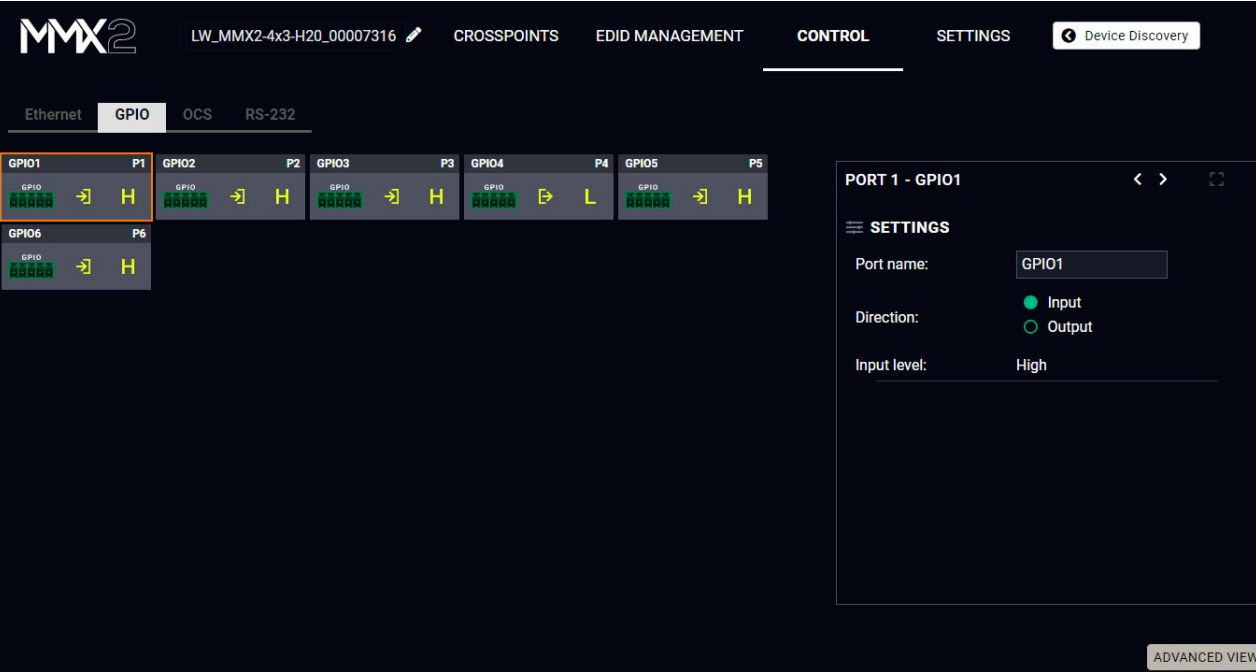 MMX2
LW_MMX2-4x3-H20_00007316 CROSSPOINTS EDID MANAGEMENT CONTROL SETTINGS Device Discovery
Ethernet GPIO OCS RS-232
GPIO1 P1 GPIO2 P2 GPIO3 P3 GPIO4 P4 GPIO5 P5
GPIO H GPIO H GPIO H GPIO L GPIO H
GPIO6 P6
GPIO H
PORT 1 - GPIO1
SETTINGS
Port name: GPIO1
Direction: Input
Output
Input level: High
ADVANCED VIEW